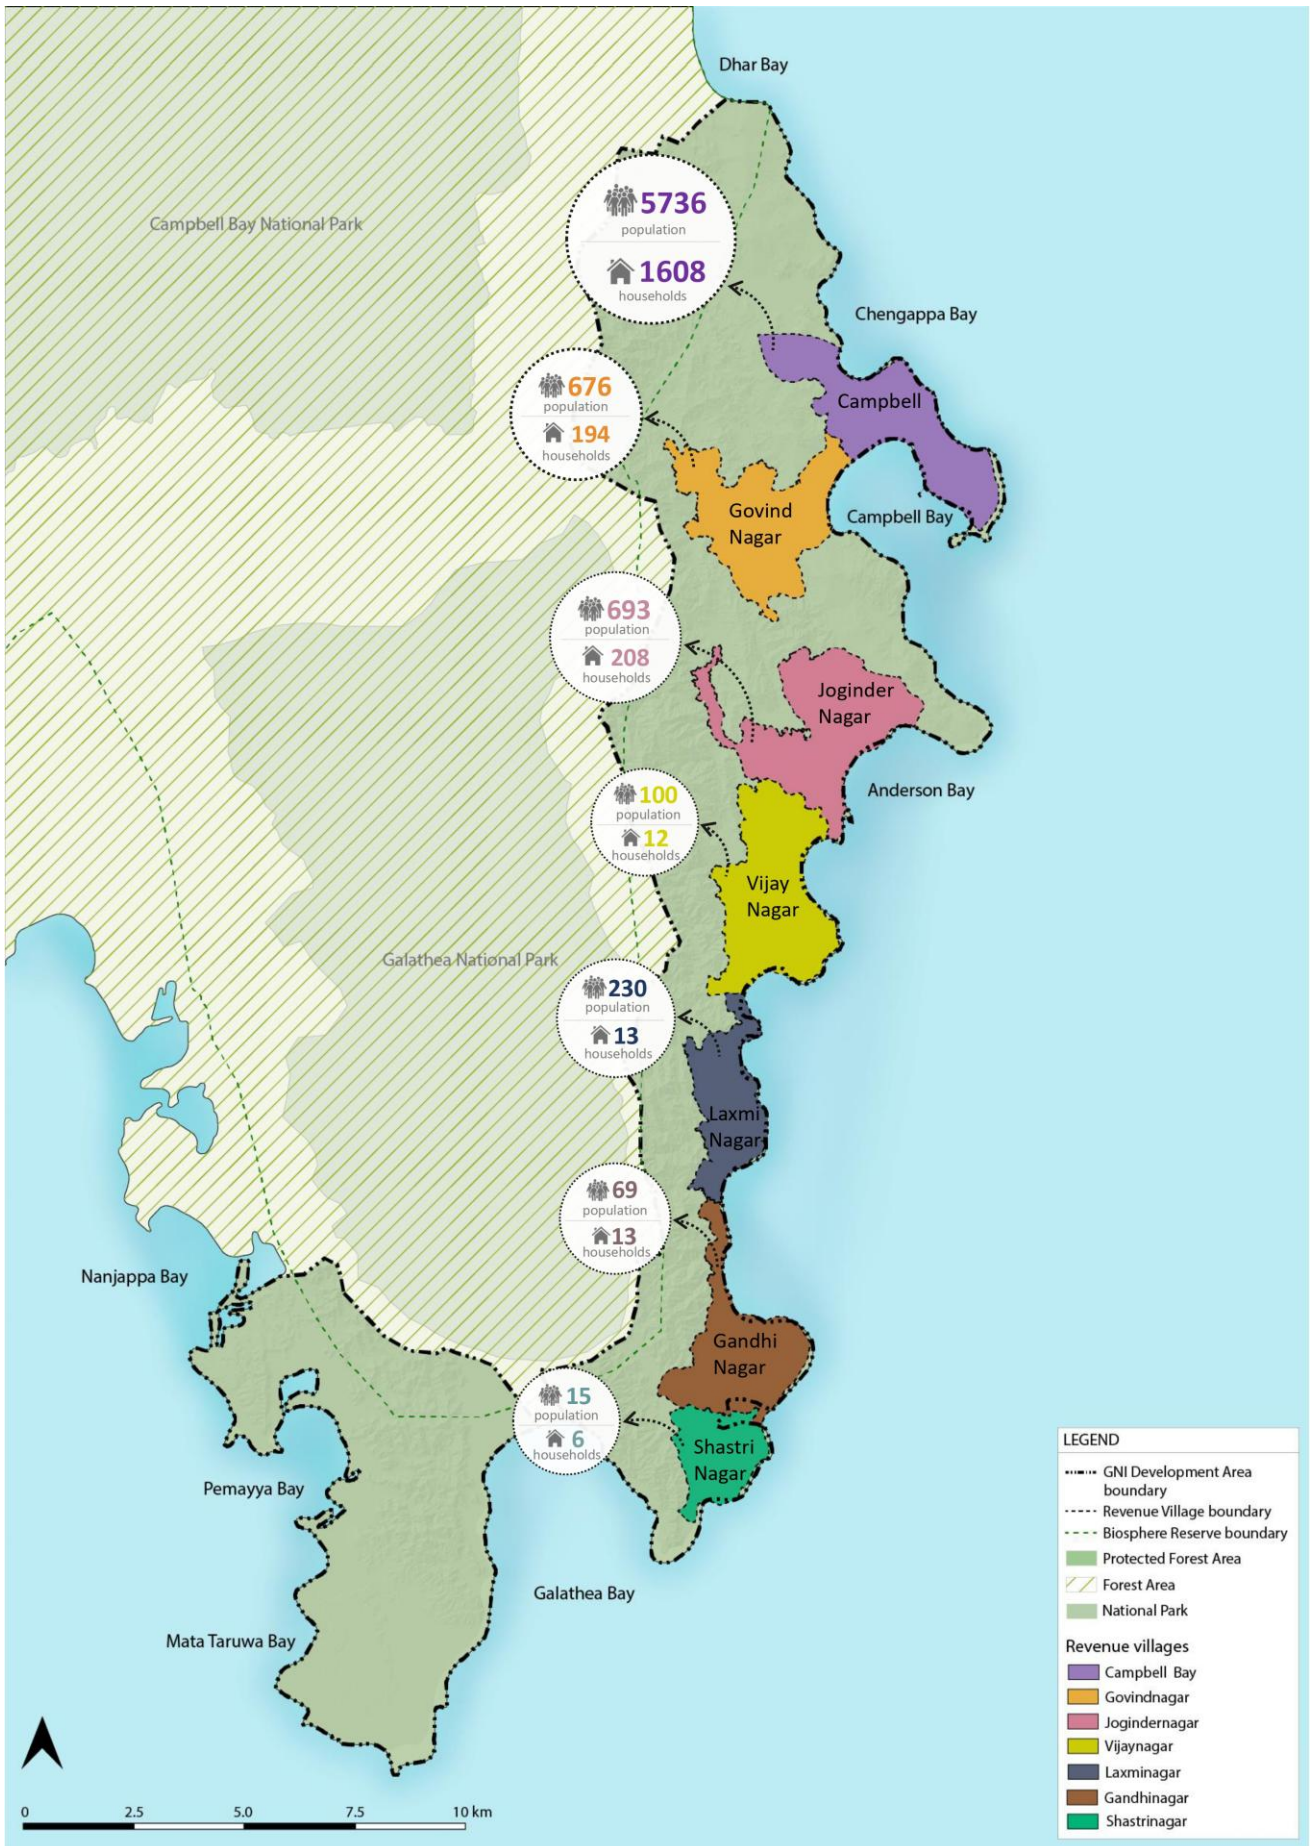 Dhar Bay
5736
population
1608
households
Campbell Bay National Park
Chengappa Bay
676
population
194
households
Campbell
Govind
Nagar
Campbell Bay
693
population
208
households
Joginder
Nagar
Anderson Bay
100
population
12
households
Vijay
Nagar
Galathea National Park
230
population
13
households
Laxmi
Nagar
69
population
13
households
Nanjappa Bay
Gandhi
Nagar
15
population
6
households
Shastri
Nagar
Pemayya Bay
Galathea Bay
Mata Taruwa Bay
0 2.5 5.0 7.5 10 km
LEGEND
GNI Development Area
boundary
Revenue Village boundary
Biosphere Reserve boundary
Protected Forest Area
Forest Area
National Park
Revenue villages
Campbell Bay
Govindnagar
Jogindernagar
Vijaynagar
Laxminagar
Gandhinagar
Shastrinagar